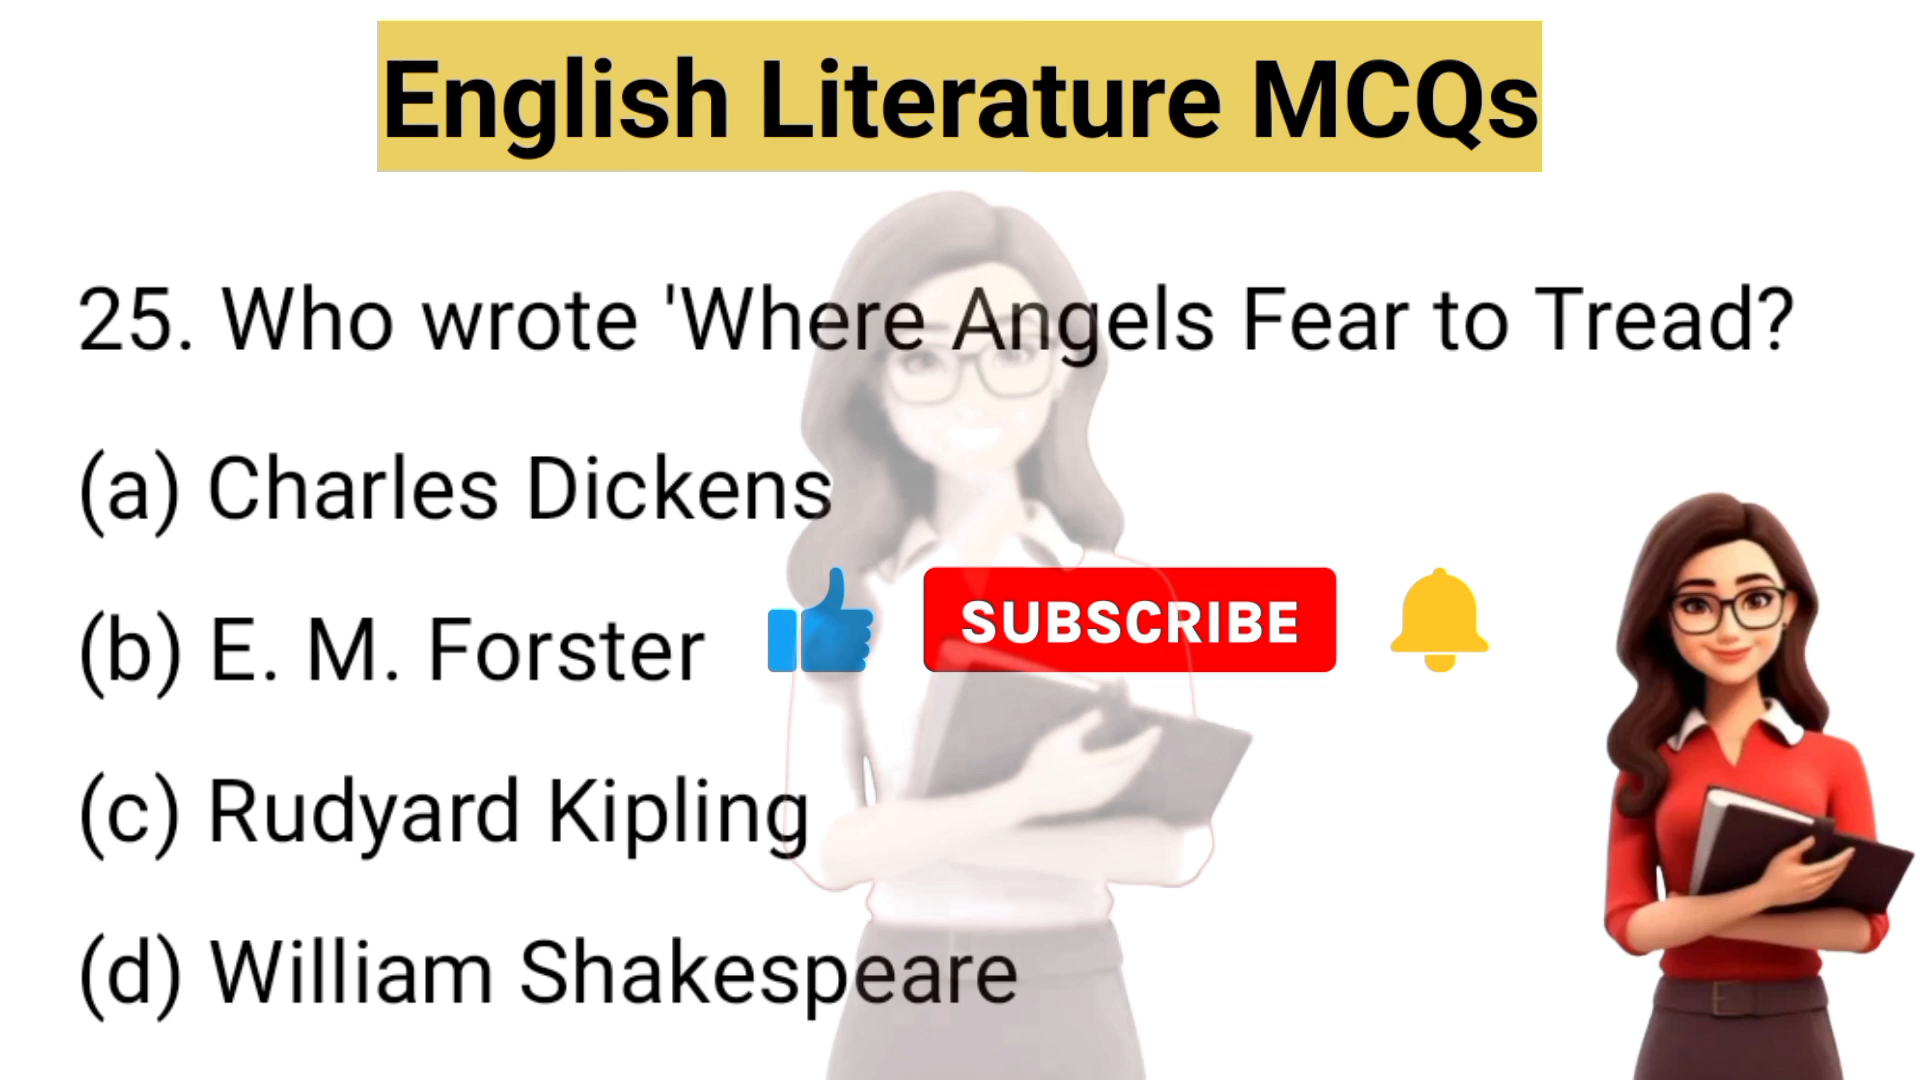 English Literature MCQs
25. Who wrote 'Where Angels Fear to Tread?
(a) Charles Dickens
(b) E. M. Forster
SUBSCRIBE
(c) Rudyard Kipling
(d) William Shakespeare